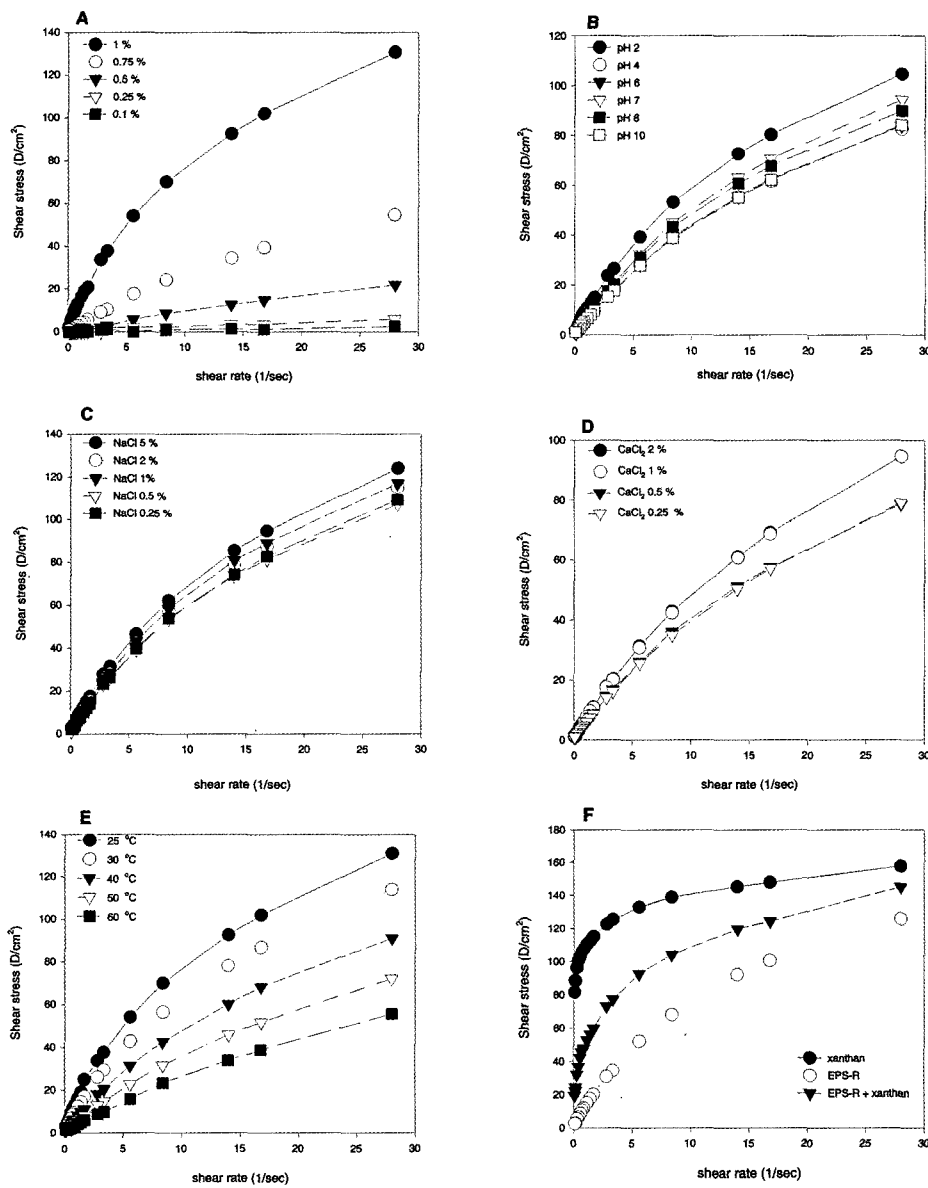 A
1 %
0.75 %
0.5 %
0.25 %
0.1 %
Shear stress (D/cm²)
140
120
100
80
60
40
20
0
0 5 10 15 20 25 30
shear rate (1/sec)
B
pH 2
pH 4
pH 6
pH 7
pH 8
pH 10
Shear stress (D/cm²)
120
100
80
60
40
20
0
0 5 10 15 20 25 30
shear rate (1/sec)
C
NaCl 5 %
NaCl 2 %
NaCl 1%
NaCl 0.5 %
NaCl 0.25 %
Shear stress (D/cm²)
140
120
100
80
60
40
20
0
0 5 10 15 20 25 30
shear rate (1/sec)
D
CaCl₂ 2 %
CaCl₂ 1 %
CaCl₂ 0.5 %
CaCl₂ 0.25 %
Shear stress (D/cm²)
100
80
60
40
20
0
0 5 10 15 20 25 30
shear rate (1/sec)
E
25 °C
30 °C
40 °C
50 °C
60 °C
Shear stress (D/cm²)
140
120
100
80
60
40
20
0
0 5 10 15 20 25 30
shear rate (1/sec)
F
Shear stress (D/cm²)
180
160
140
120
100
80
60
40
20
0
xanthan
EPS-R
EPS-R + xanthan
0 5 10 15 20 25 30
shear rate (1/sec)